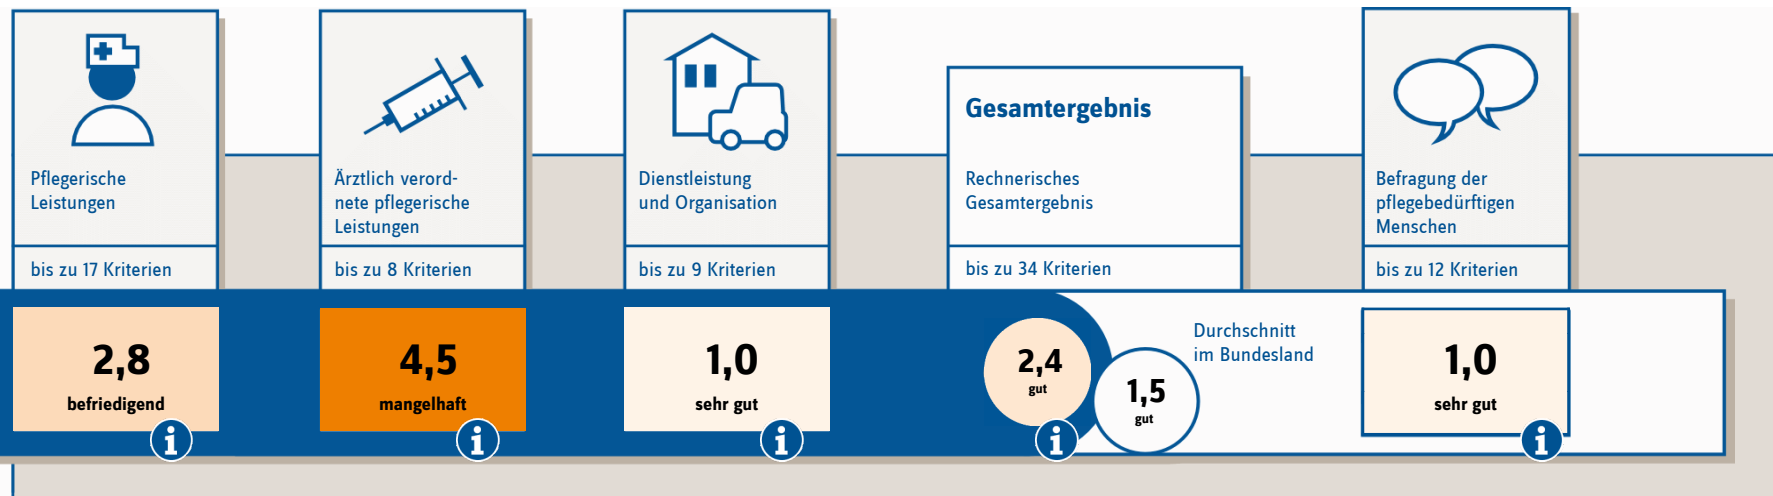 Pflegerische
Leistungen
bis zu 17 Kriterien
2,8
befriedigend
i
Ärztlich verord-
nete pflegerische
Leistungen
bis zu 8 Kriterien
4,5
mangelhaft
i
Dienstleistung
und Organisation
bis zu 9 Kriterien
1,0
sehr gut
i
Gesamtergebnis
Rechnerisches
Gesamtergebnis
bis zu 34 Kriterien
2,4
gut
i
1,5
gut
Durchschnitt
im Bundesland
Befragung der
pflegebedürftigen
Menschen
bis zu 12 Kriterien
1,0
sehr gut
i